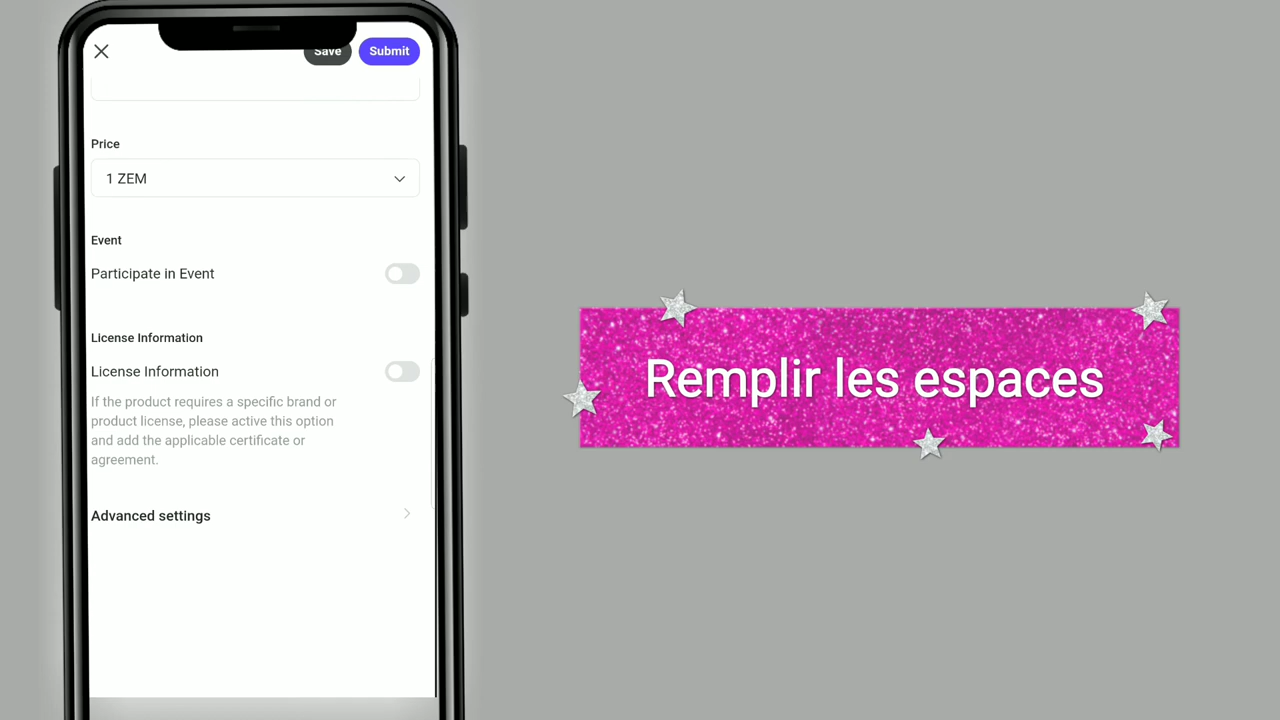 Save
Submit
Price
1 ZEM
Event
Participate in Event
License Information
License Information
If the product requires a specific brand or
product license, please active this option
and add the applicable certificate or
agreement.
Advanced settings
Remplir les espaces